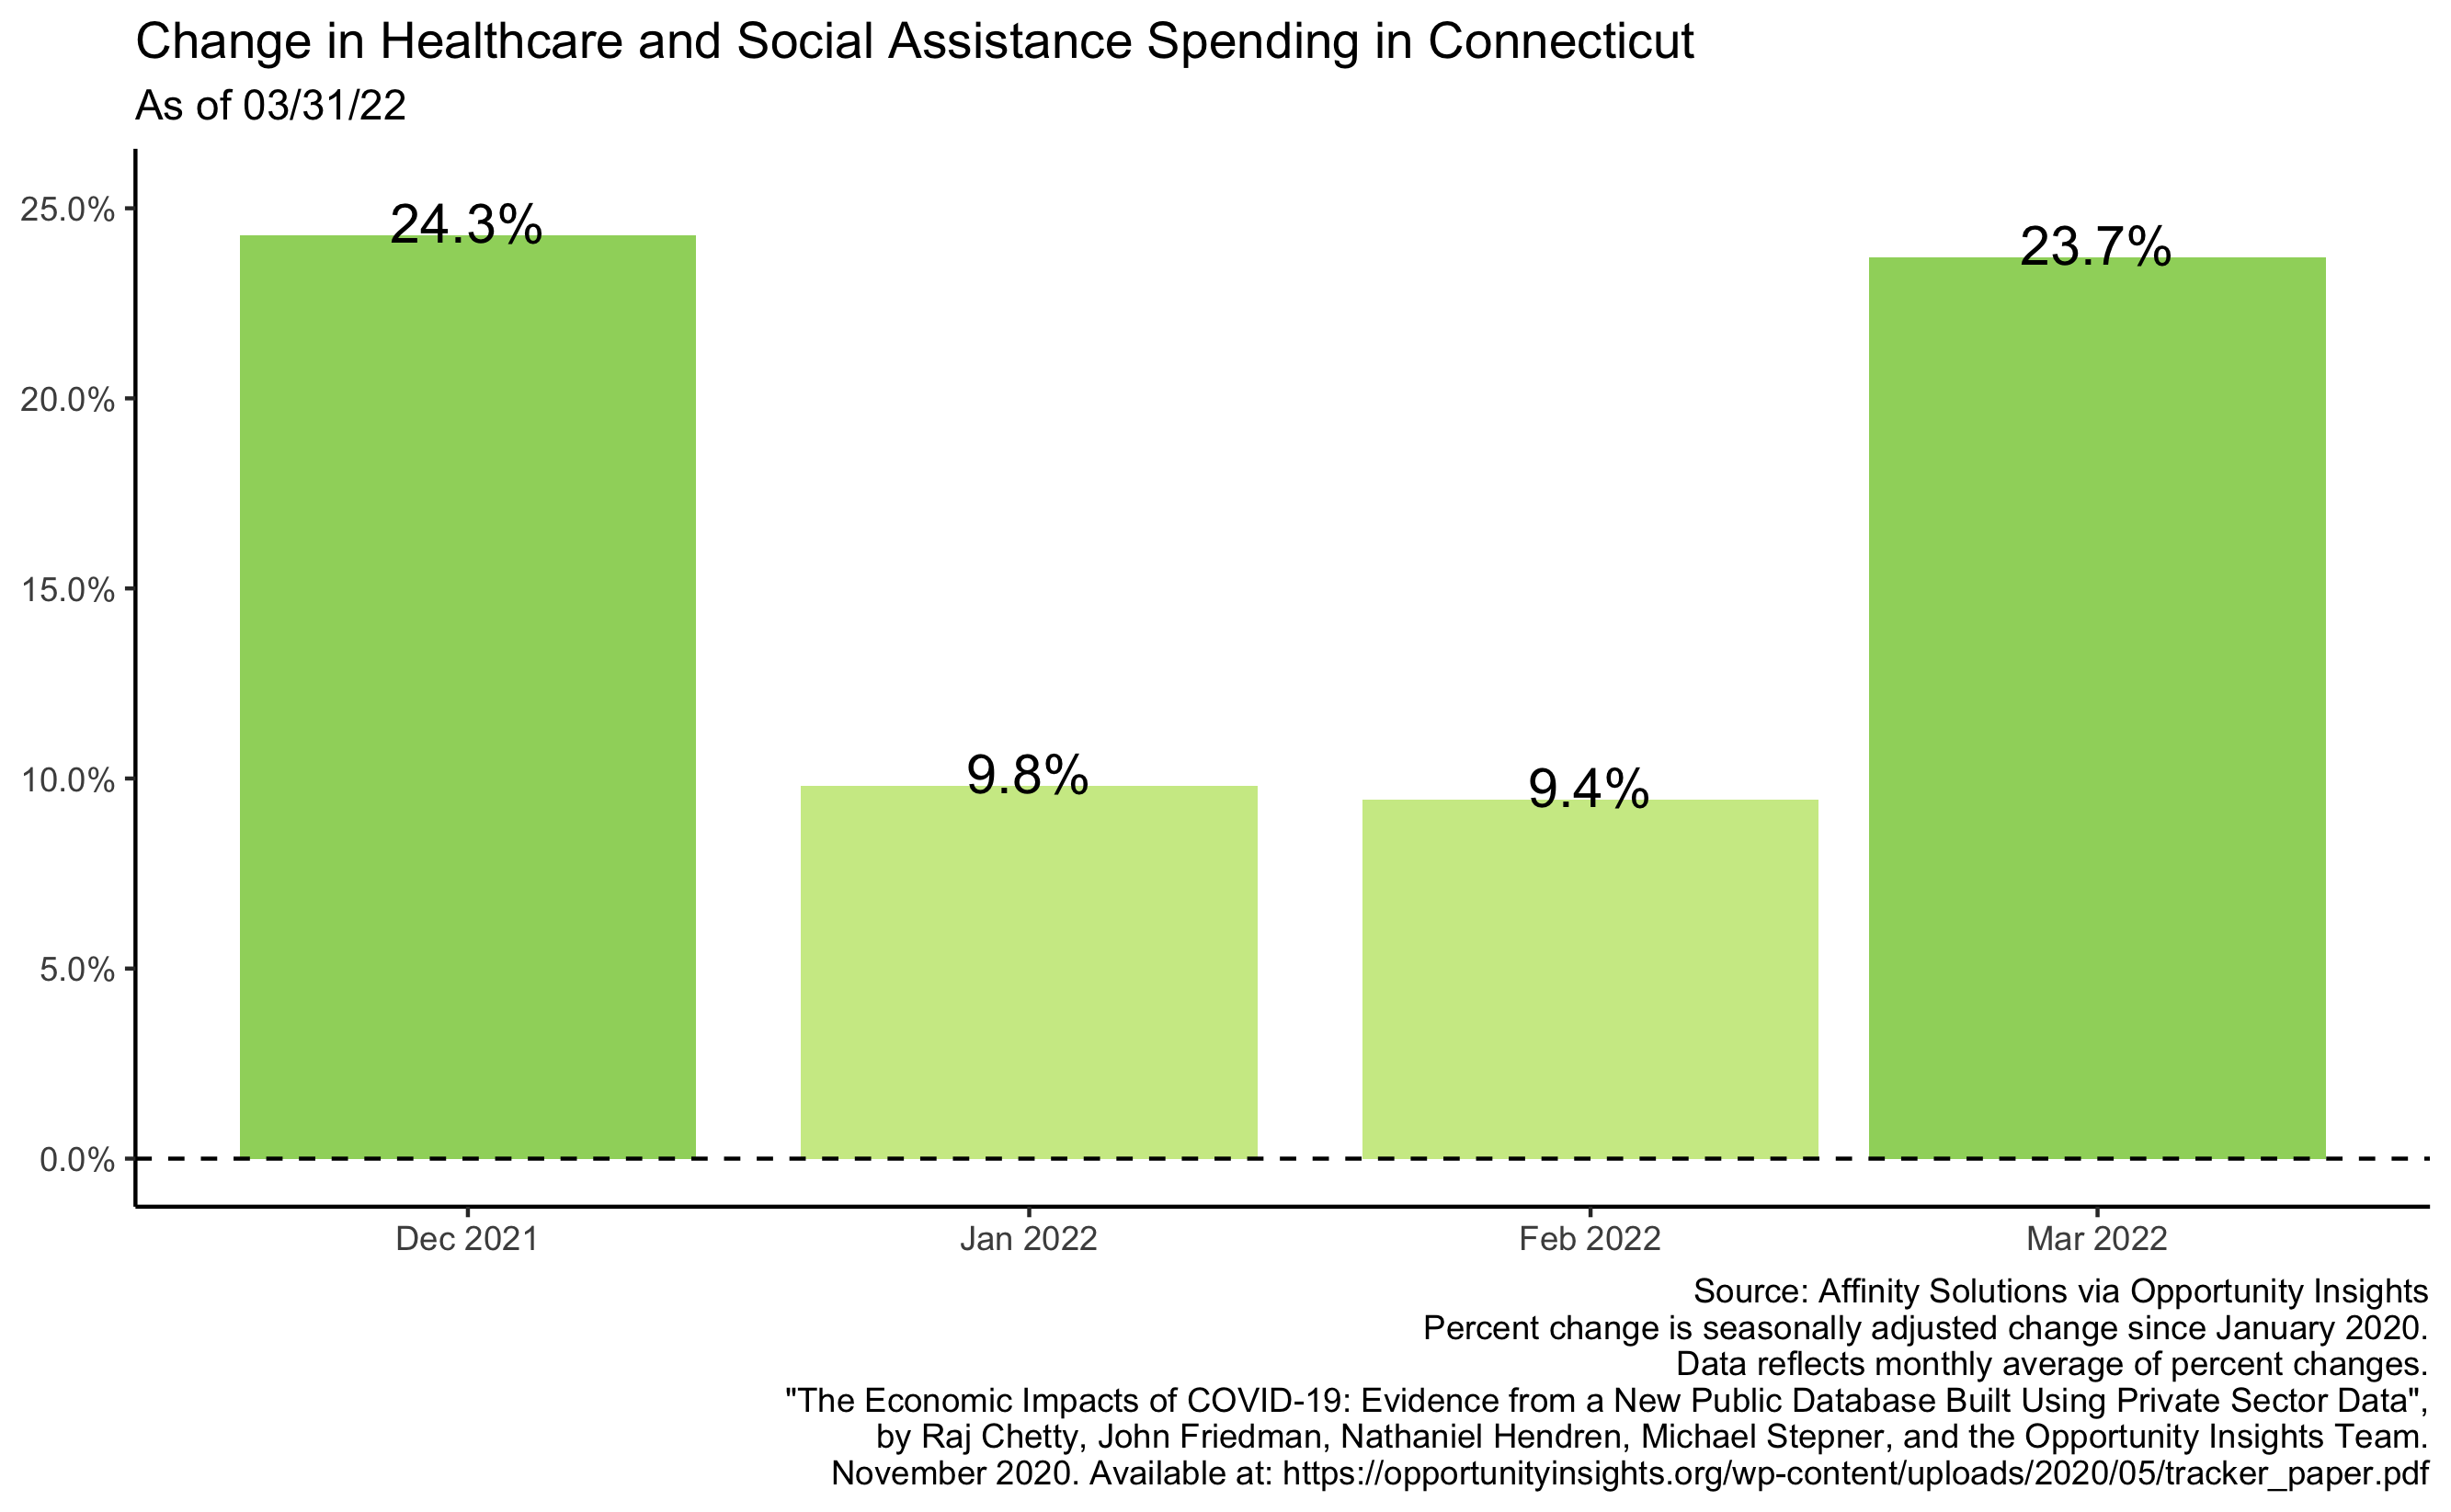 Change in Healthcare and Social Assistance Spending in Connecticut
As of 03/31/22
25.0%
20.0%
15.0%
10.0%
5.0%
0.0%
24.3%
9.8%
9.4%
23.7%
Dec 2021
Jan 2022
Feb 2022
Mar 2022
Source: Affinity Solutions via Opportunity Insights
Percent change is seasonally adjusted change since January 2020.
Data reflects monthly average of percent changes.
"The Economic Impacts of COVID-19: Evidence from a New Public Database Built Using Private Sector Data",
by Raj Chetty, John Friedman, Nathaniel Hendren, Michael Stepner, and the Opportunity Insights Team.
November 2020. Available at: https://opportunityinsights.org/wp-content/uploads/2020/05/tracker_paper.pdf